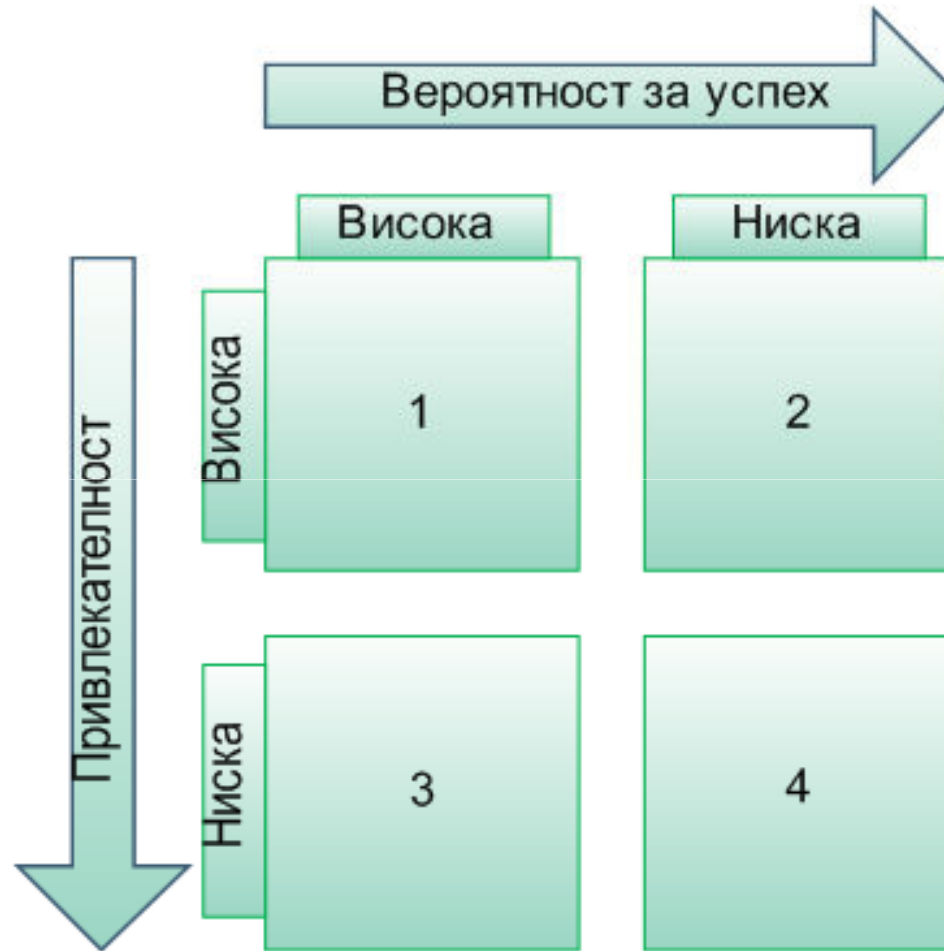 Вероятност за успех
Висока
Ниска
Привлекателност
Висока
1
2
Ниска
3
4